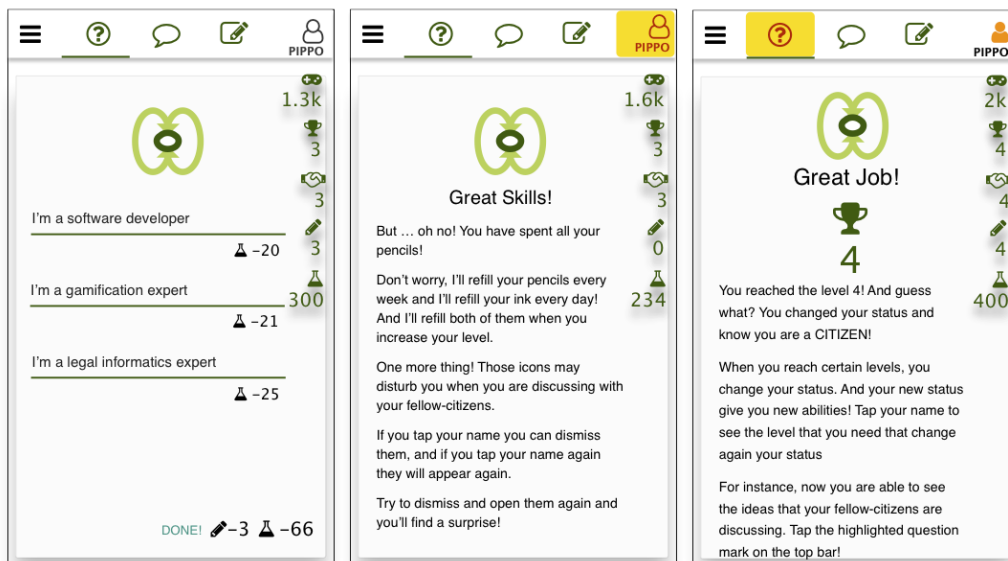 PIPPO
1.3k
3
3
I'm a software developer
3
-20
I'm a gamification expert
300
-21
I'm a legal informatics expert
-25
DONE! -3 -66
PIPPO
1.6k
3
3
Great Skills!
But ... oh no! You have spent all your
pencils!
0
Don't worry, I'll refill your pencils every
week and I'll refill your ink every day!
And I'll refill both of them when you
increase your level.
234
One more thing! Those icons may
disturb you when you are discussing with
your fellow-citizens.
If you tap your name you can dismiss
them, and if you tap your name again
they will appear again.
Try to dismiss and open them again and
you'll find a surprise!
PIPPO
2k
4
Great Job!
4
4
4
You reached the level 4! And guess
what? You changed your status and
know you are a CITIZEN!
400
When you reach certain levels, you
change your status. And your new status
give you new abilities! Tap your name to
see the level that you need that change
again your status
For instance, now you are able to see
the ideas that your fellow-citizens are
discussing. Tap the highlighted question
mark on the top bar!